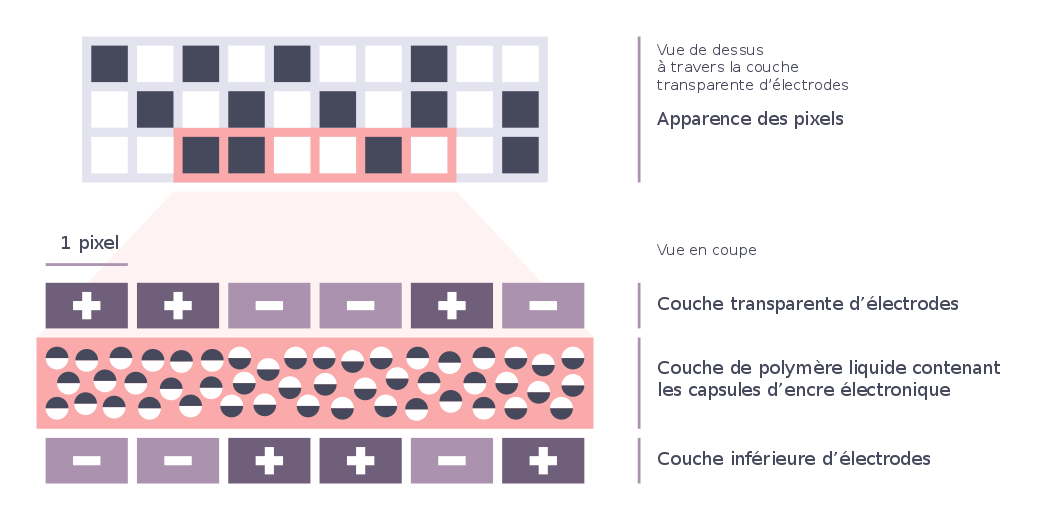 Vue de dessus
à travers la couche
transparente d’électrodes
Apparence des pixels
1 pixel
Vue en coupe
+ + − − + −
Couche transparente d’électrodes
Couche de polymère liquide contenant
les capsules d’encre électronique
− − + + − +
Couche inférieure d’électrodes